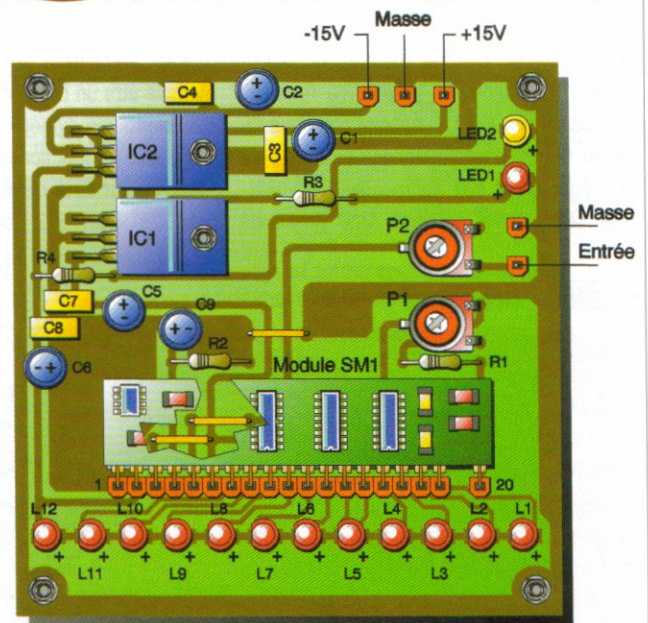 Masse
-15V
+15V
C4
C2
LED2
IC2
C3
C1
LED1
R3
IC1
P2
Masse
R4
Entrée
C7
C5
C9
P1
C8
R2
C6
Module SM1
R1
1
20
L12
L10
L8
L6
L4
L2
L1
L11
L9
L7
L5
L3